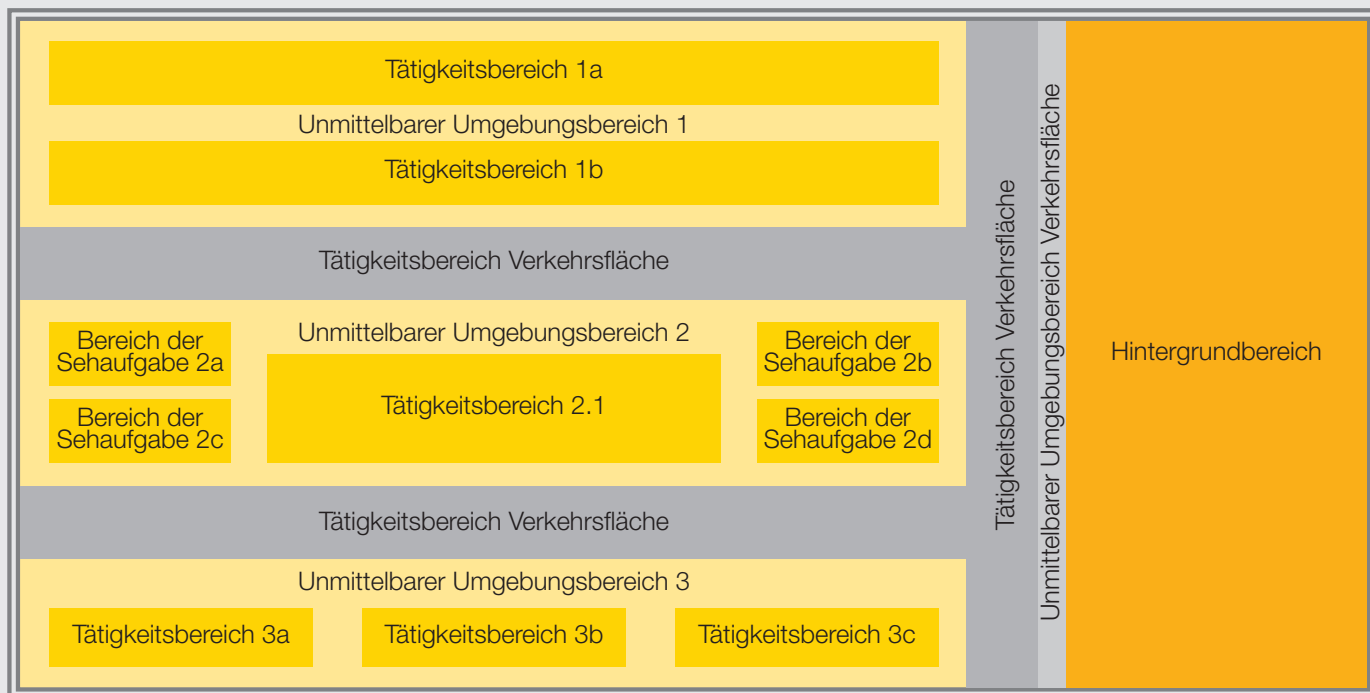 Tätigkeitsbereich 1a
Unmittelbarer Umgebungsbereich 1
Tätigkeitsbereich 1b
Tätigkeitsbereich Verkehrsfläche
Unmittelbarer Umgebungsbereich 2
Bereich der
Sehaufgabe 2a
Bereich der
Sehaufgabe 2c
Tätigkeitsbereich 2.1
Bereich der
Sehaufgabe 2b
Bereich der
Sehaufgabe 2d
Tätigkeitsbereich Verkehrsfläche
Unmittelbarer Umgebungsbereich 3
Tätigkeitsbereich 3a
Tätigkeitsbereich 3b
Tätigkeitsbereich 3c
Tätigkeitsbereich Verkehrsfläche
Unmittelbarer Umgebungsbereich Verkehrsfläche
Hintergrundbereich